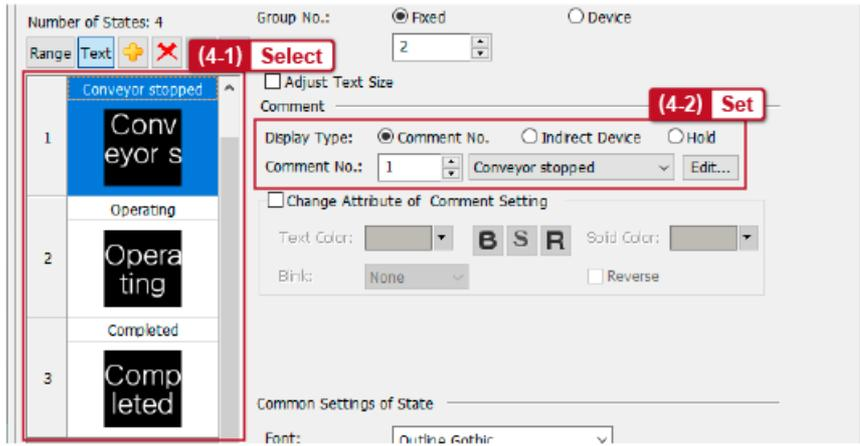 Number of States: 4
Range Text
(4-1) Select
Conveyor stopped
1
Conv
eyor s
Operating
2
Opera
ting
Completed
3
Comp
leted
Group No.: Fixed Device
2
Adjust Text Size
Comment
(4-2) Set
Display Type: Comment No. Indirect Device Hold
Comment No.: 1 Conveyor stopped Edit...
Change Attribute of Comment Setting
Text Color: B S R Solid Color:
Blink: None Reverse
Common Settings of State
Font: Outline Gothic